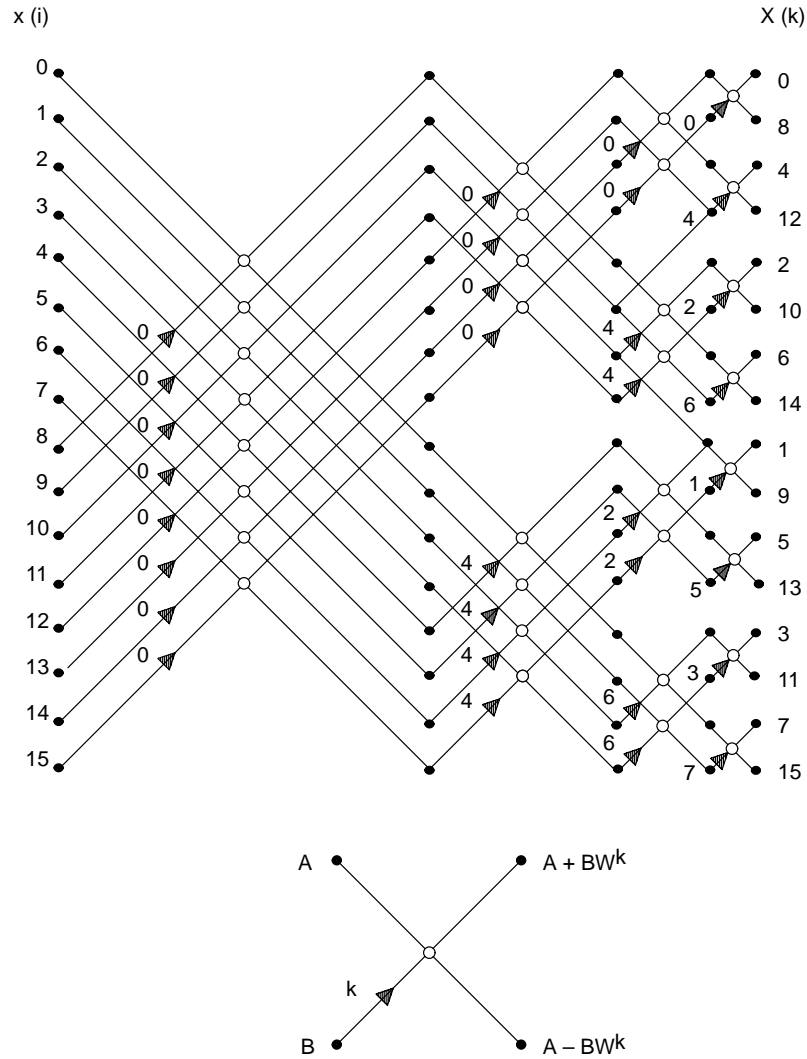 x (i) X (k)
0 0
1 0 8
2 0 4
3 0 0 4 12
4 0 2
5 0 2 10
6 0 0 4 6
7 0 4 6 14
8 0 1
9 0 1 9
10 0 2 5
11 0 4 2 5 13
12 0 4 3
13 0 4 3 11
14 4 6 7
15 6 7 15
A A + BW^k
k
B A – BW^k